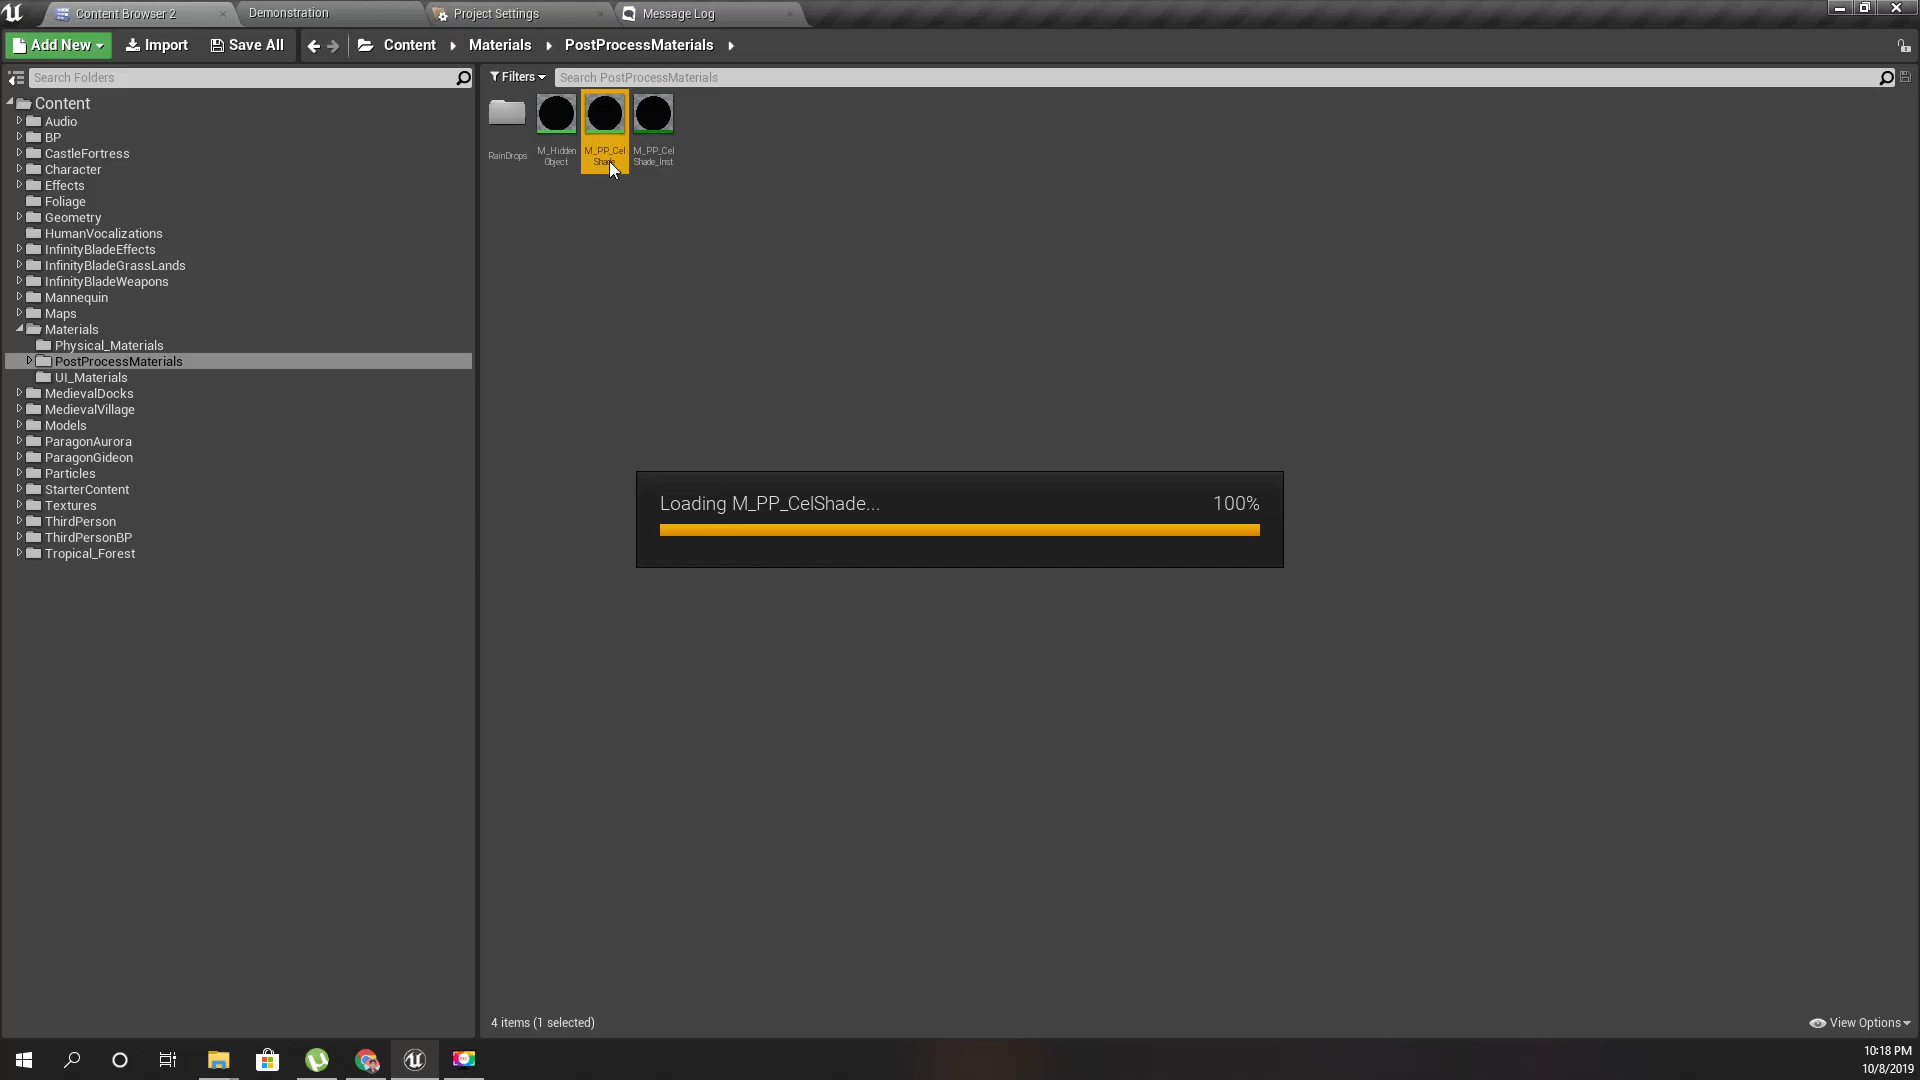 Content Browser 2
Demonstration
Project Settings
Message Log
Add New
Import
Save All
Content
Materials
PostProcessMaterials
Search Folders
Filters
Search PostProcessMaterials
Content
Audio
BP
CastleFortress
Character
Effects
Foliage
Geometry
HumanVocalizations
InfinityBladeEffects
InfinityBladeGrassLands
InfinityBladeWeapons
Mannequin
Maps
Materials
Physical_Materials
PostProcessMaterials
UI_Materials
MedievalDocks
MedievalVillage
Models
ParagonAurora
ParagonGideon
Particles
StarterContent
Textures
ThirdPerson
ThirdPersonBP
Tropical_Forest
RainDrops
M_Hidden
Object
M_PP_Cel
Shade
M_PP_Cel
Shade_Inst
Loading M_PP_CelShade...
100%
4 items (1 selected)
View Options
10:18 PM
10/8/2019